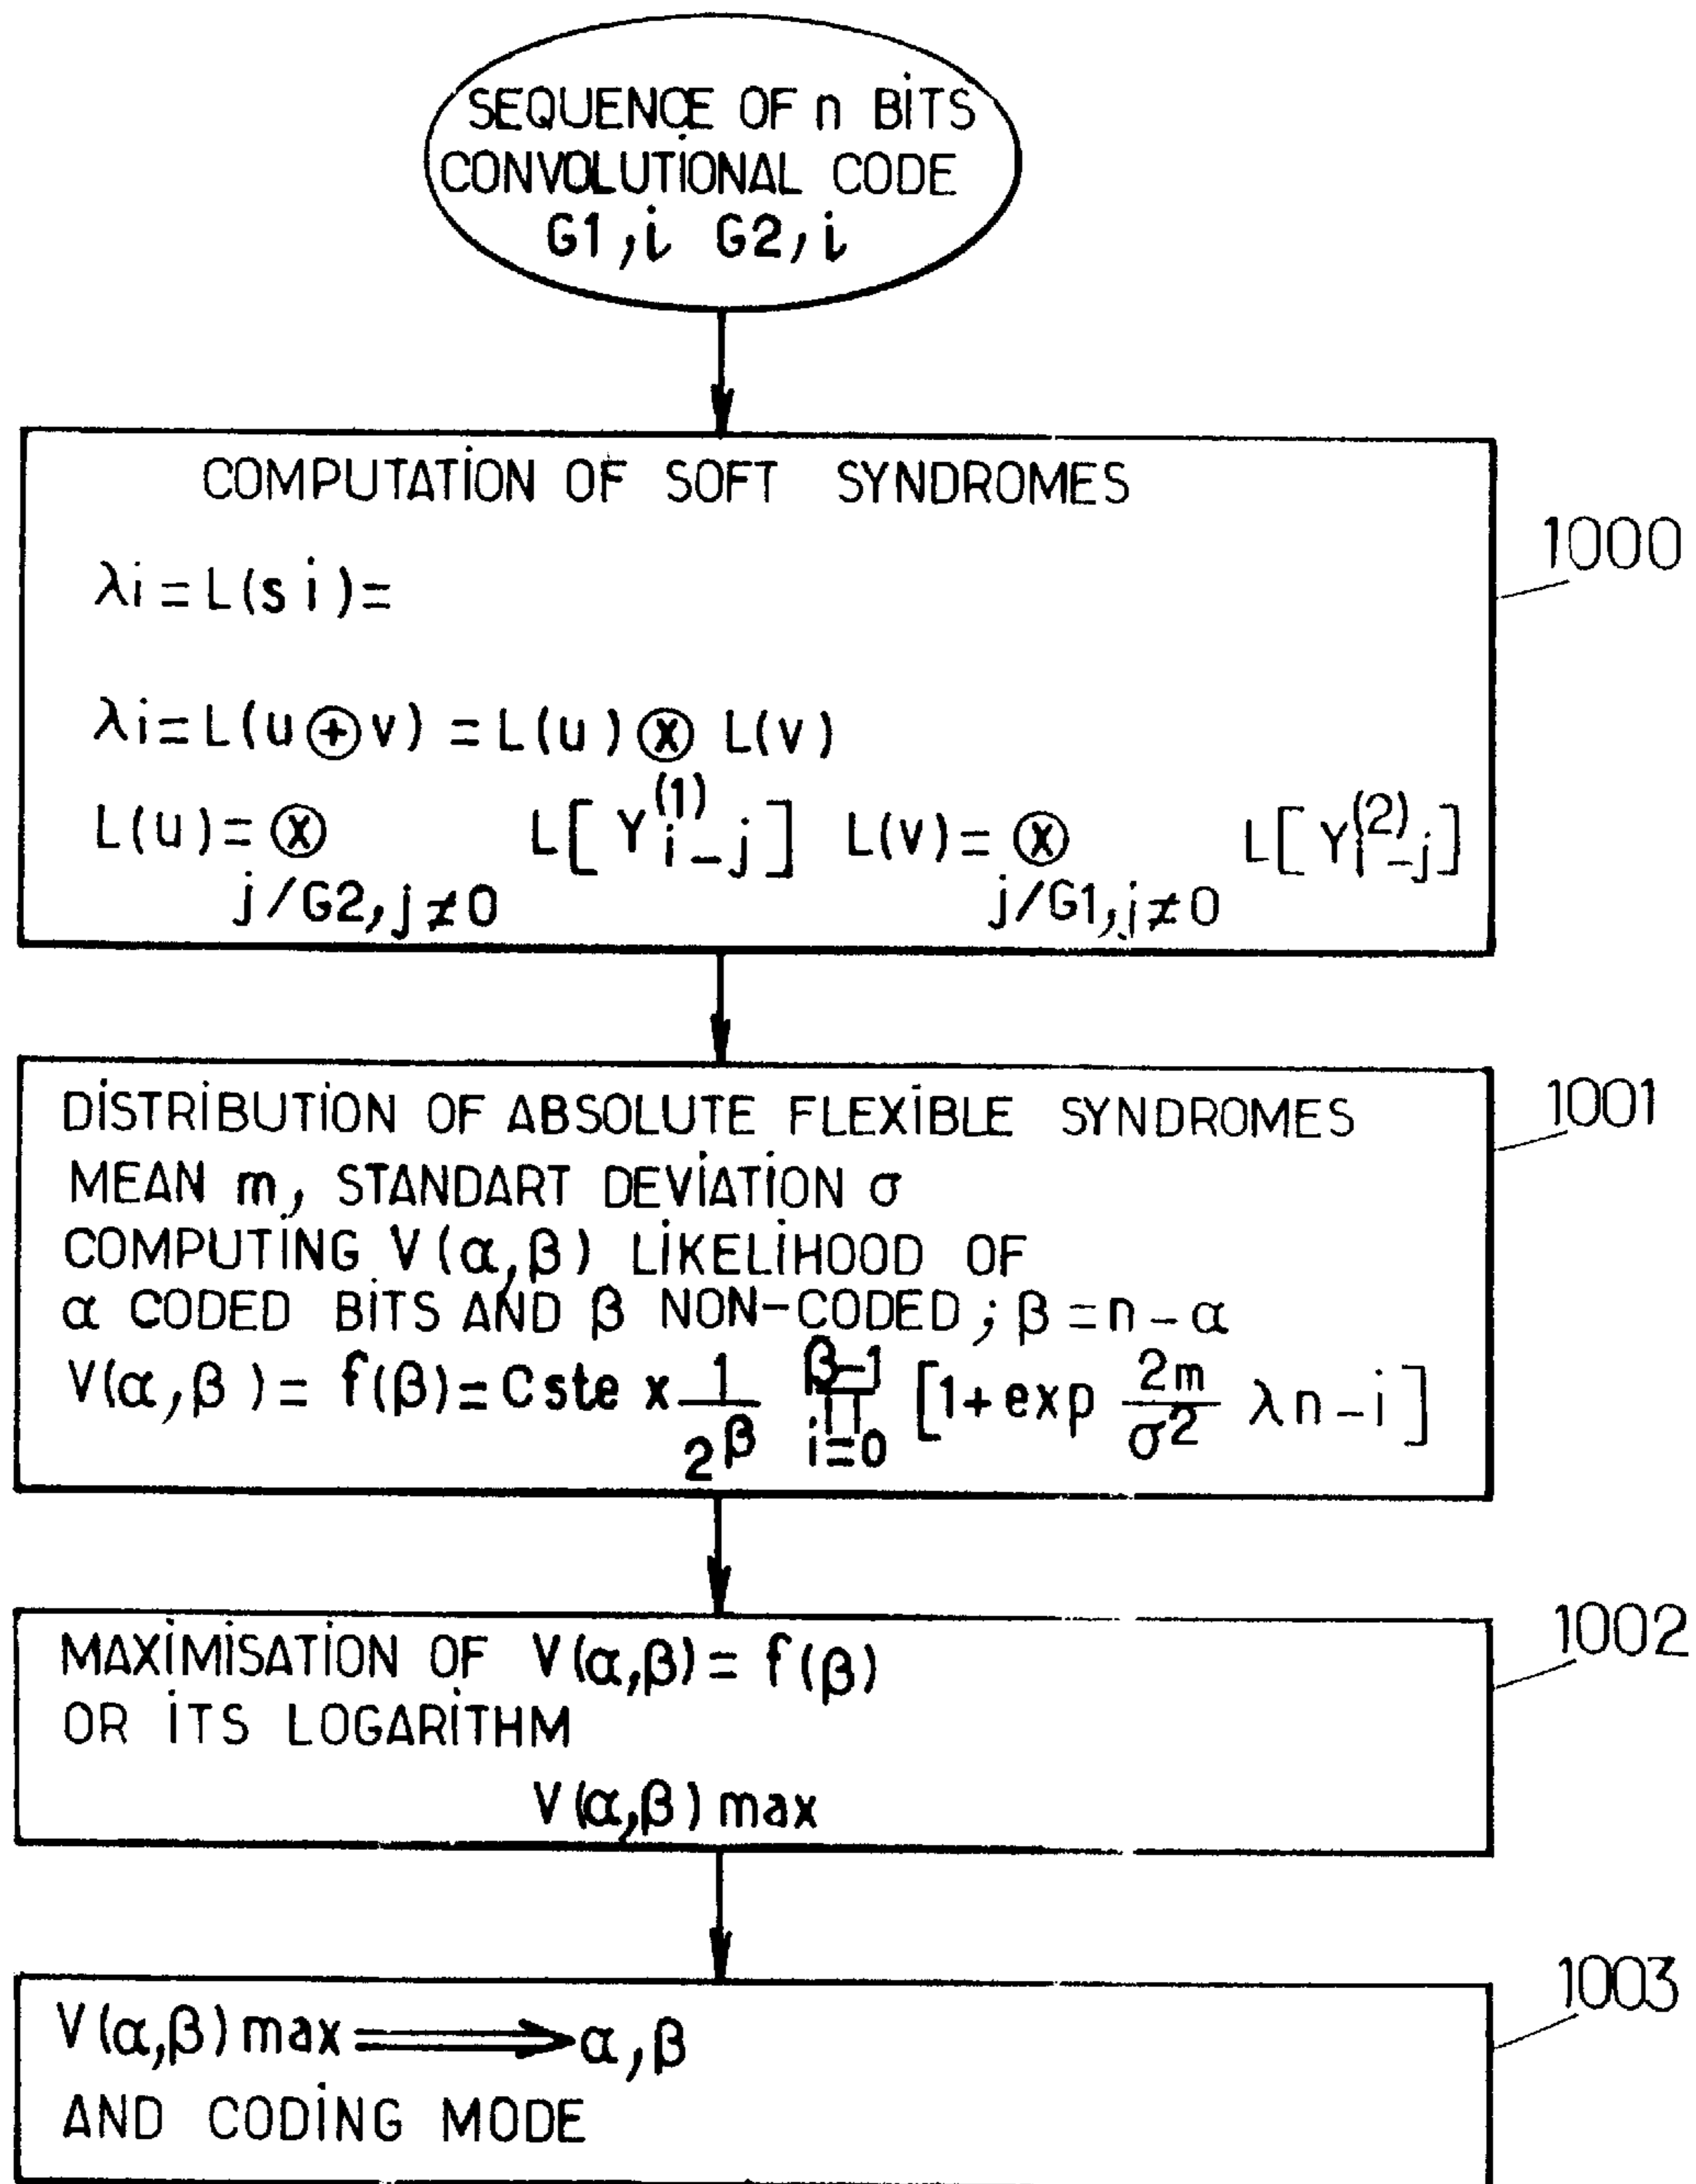 SEQUENCE OF n BITS
CONVOLUTIONAL CODE
G1,i G2,i
COMPUTATION OF SOFT SYNDROMES
λi = L(s i) =
1000
λi = L(u ⊕ v) = L(u) ⊗ L(v)
L(u) = ⊗ L[Y^(1)_i-j] L(v) = ⊗ L[Y^(2)_i-j]
j/G2,j≠0 j/G1,j≠0
DISTRIBUTION OF ABSOLUTE FLEXIBLE SYNDROMES
1001
MEAN m, STANDART DEVIATION σ
COMPUTING V(α,β) LIKELIHOOD OF
α CODED BITS AND β NON-CODED ; β = n - α
V(α,β) = f(β) = Cste x 1/2^β ∏_{i=0}^{β-1} [1 + exp 2m/σ2 λn-i]
MAXIMISATION OF V(α,β) = f(β)
1002
OR ITS LOGARITHM
V(α,β) max
1003
V(α,β) max ⟹ α,β
AND CODING MODE